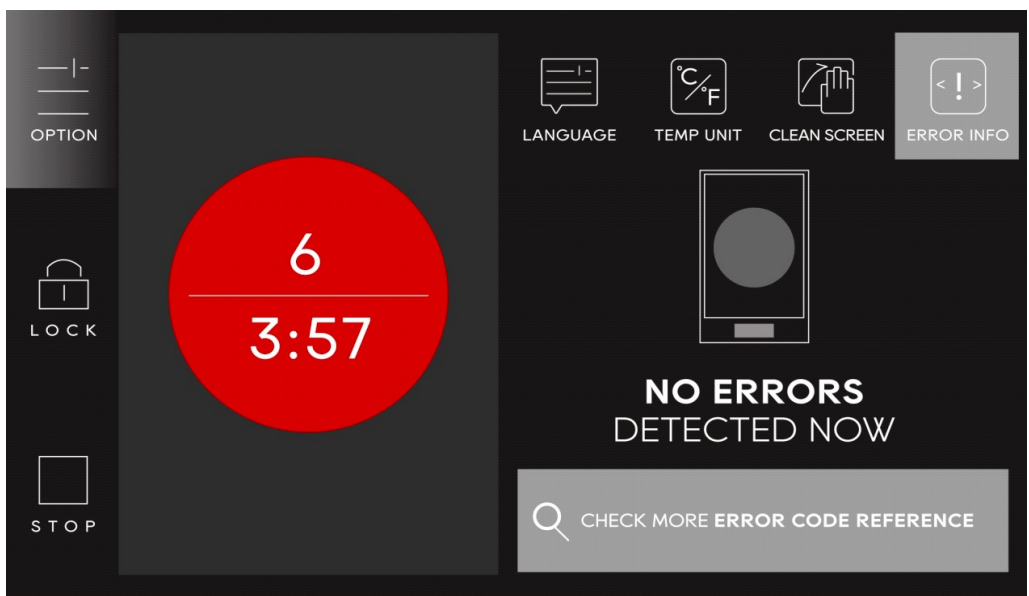 OPTION
LOCK
STOP
6
3:57
LANGUAGE
TEMP UNIT
CLEAN SCREEN
ERROR INFO
°C/°F
< ! >
NO ERRORS
DETECTED NOW
CHECK MORE ERROR CODE REFERENCE